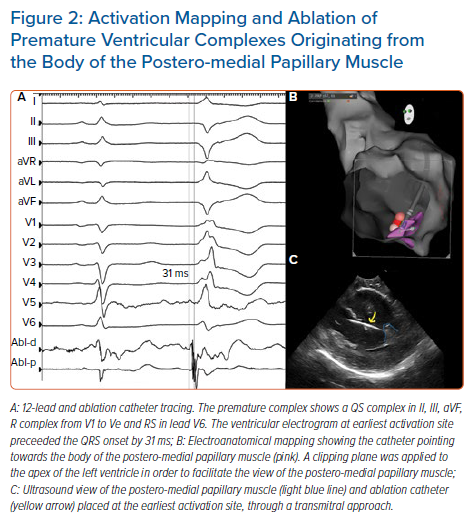 Figure 2: Activation Mapping and Ablation of
Premature Ventricular Complexes Originating from
the Body of the Postero-medial Papillary Muscle
A
B
I
II
III
aVR
aVL
aVF
V1
V2
V3
31 ms
V4
C
V5
V6
Abl-d
Abl-p
A: 12-lead and ablation catheter tracing. The premature complex shows a QS complex in II, III, aVF,
R complex from V1 to Ve and RS in lead V6. The ventricular electrogram at earliest activation site
preceeded the QRS onset by 31 ms; B: Electroanatomical mapping showing the catheter pointing
towards the body of the postero-medial papillary muscle (pink). A clipping plane was applied to
the apex of the left ventricle in order to facilitate the view of the postero-medial papillary muscle;
C: Ultrasound view of the postero-medial papillary muscle (light blue line) and ablation catheter
(yellow arrow) placed at the earliest activation site, through a transmitral approach.